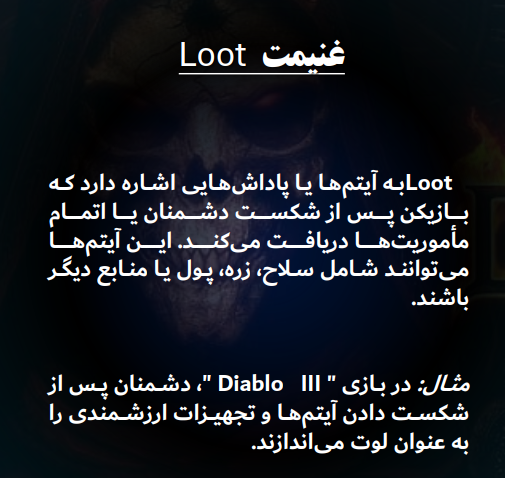 غنیمت Loot
Lootبه آیتم‌ها یا پاداش‌هایی اشاره دارد که
بازیکن پس از شکست دشمنان یا اتمام
مأموریت‌ها دریافت می‌کند. این آیتم‌ها
می‌توانند شامل سلاح، زره، پول یا منابع دیگر
باشند.
مثال: در بازی " Diablo III "، دشمنان پس از
شکست دادن آیتم‌ها و تجهیزات ارزشمندی را
به عنوان لوت می‌اندازند.